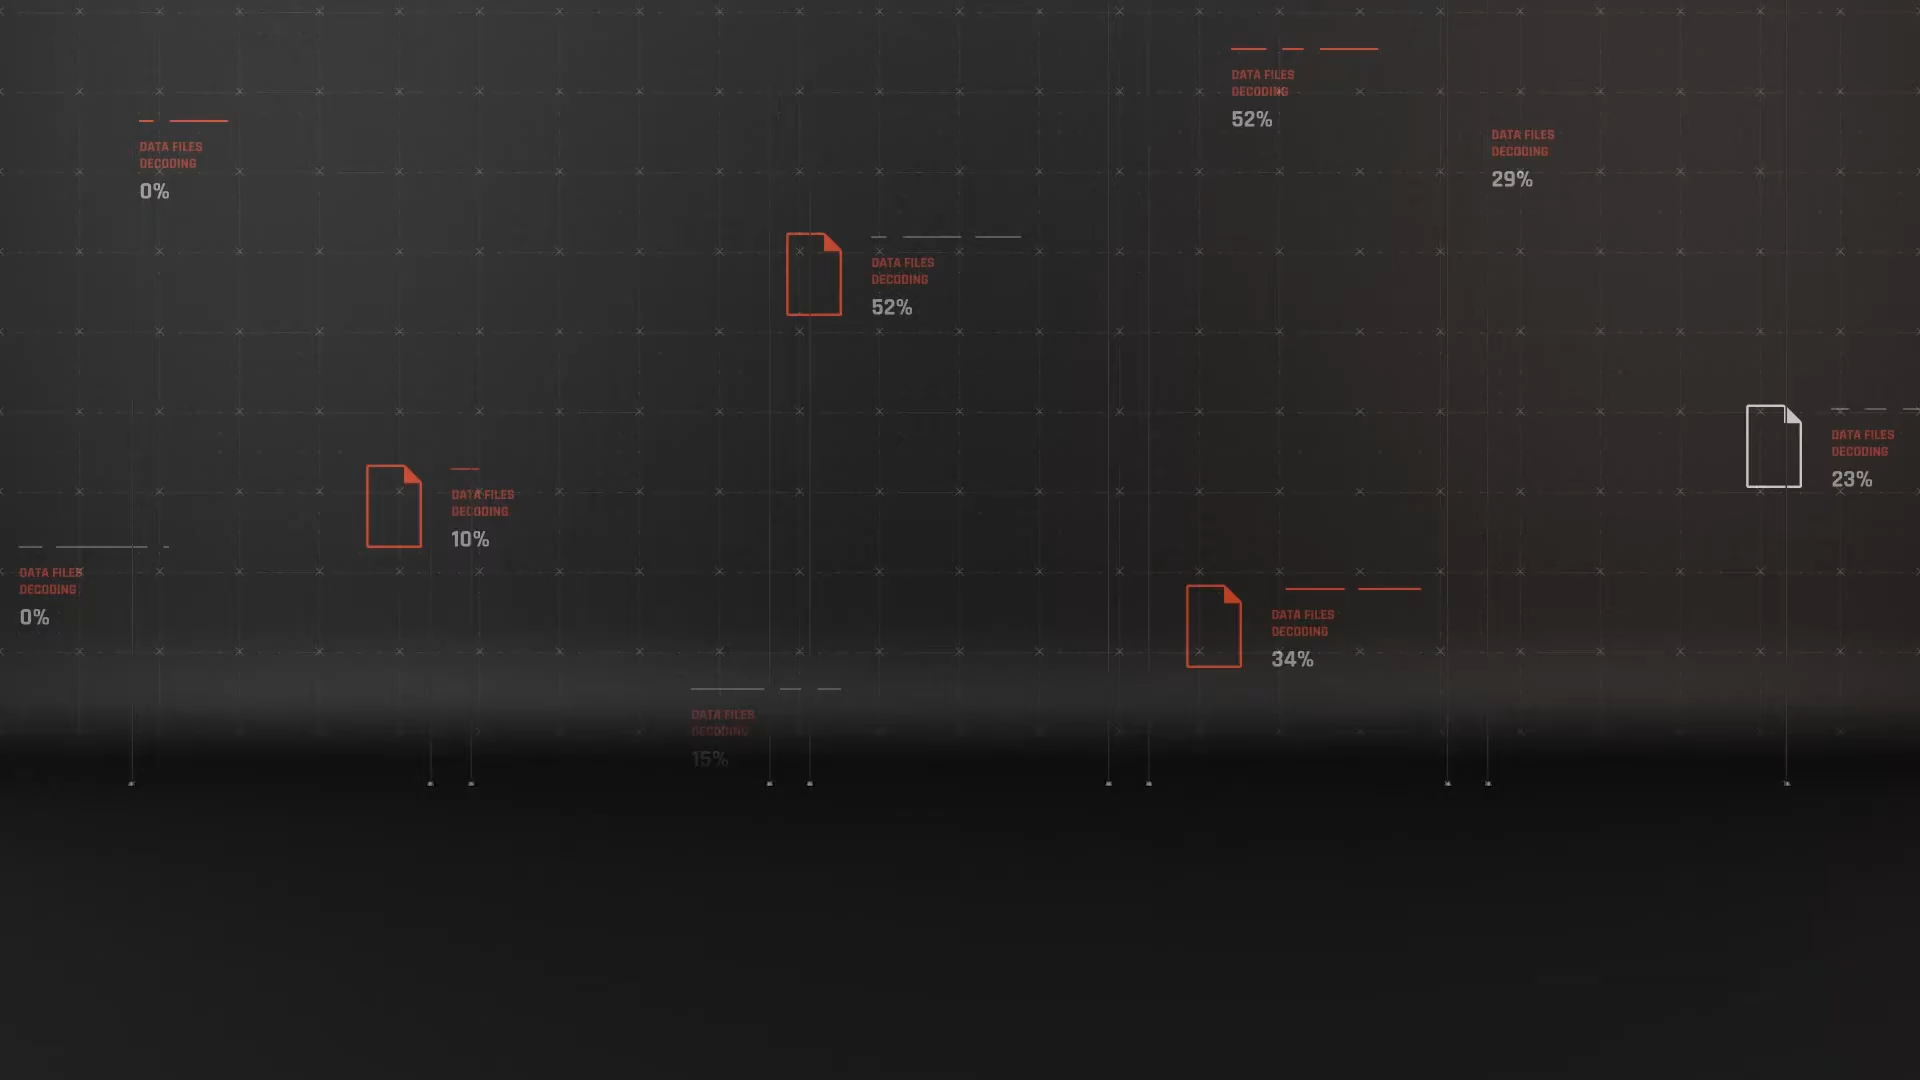 DATA FILES
DECODING
52%
DATA FILES
DECODING
29%
DATA FILES
DECODING
0%
DATA FILES
DECODING
52%
DATA FILES
DECODING
23%
DATA FILES
DECODING
10%
DATA FILES
DECODING
0%
DATA FILES
DECODING
34%
DATA FILES
DECODING
15%